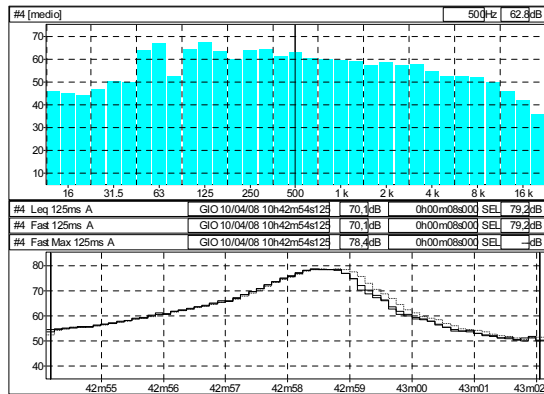 #4 [medio] 500Hz 62.8dB
70
60
50
40
30
20
10
16 31.5 63 125 250 500 1 k 2 k 4 k 8 k 16 k
#4 Leq 125ms A GIO 10/04/08 10h42m54s125 70,1dB 0h00m08s000 SEL 79,2dB
#4 Fast 125ms A GIO 10/04/08 10h42m54s125 70,1dB 0h00m08s000 SEL 79,2dB
#4 Fast Max 125ms A GIO 10/04/08 10h42m54s125 78,4dB 0h00m08s000 SEL ---dB
80
70
60
50
40
42m55 42m56 42m57 42m58 42m59 43m00 43m01 43m02